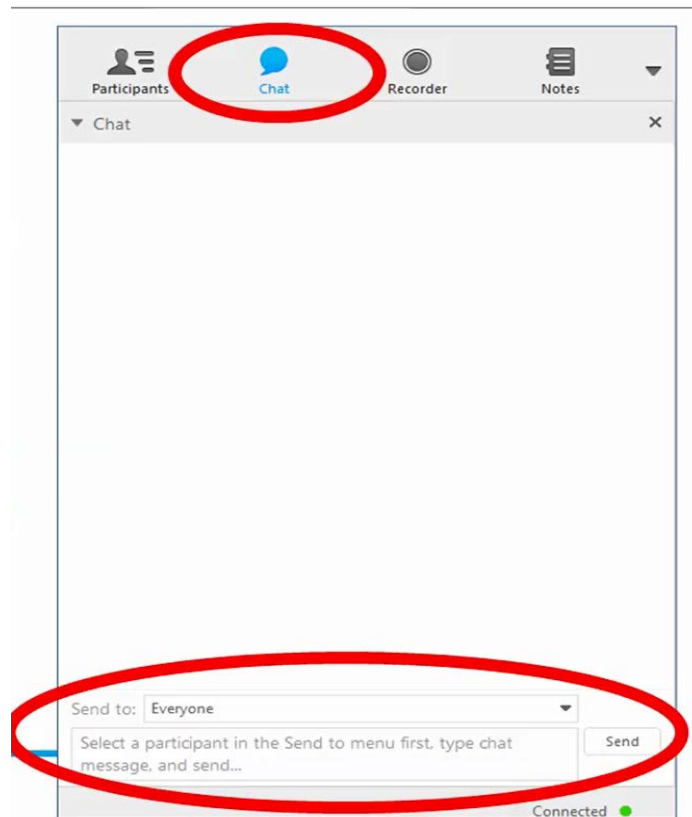 Participants Chat Recorder Notes
Chat
Send to: Everyone
Select a participant in the Send to menu first, type chat
message, and send...
Send
Connected